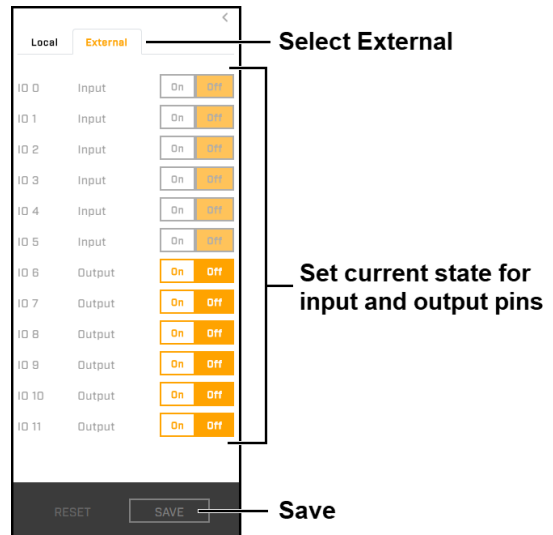 <
Local External Select External
IO 0 Input On Off
IO 1 Input On Off
IO 2 Input On Off
IO 3 Input On Off
IO 4 Input On Off
IO 5 Input On Off
IO 6 Output On Off
Set current state for
input and output pins
IO 7 Output On Off
IO 8 Output On Off
IO 9 Output On Off
IO 10 Output On Off
IO 11 Output On Off
RESET SAVE Save